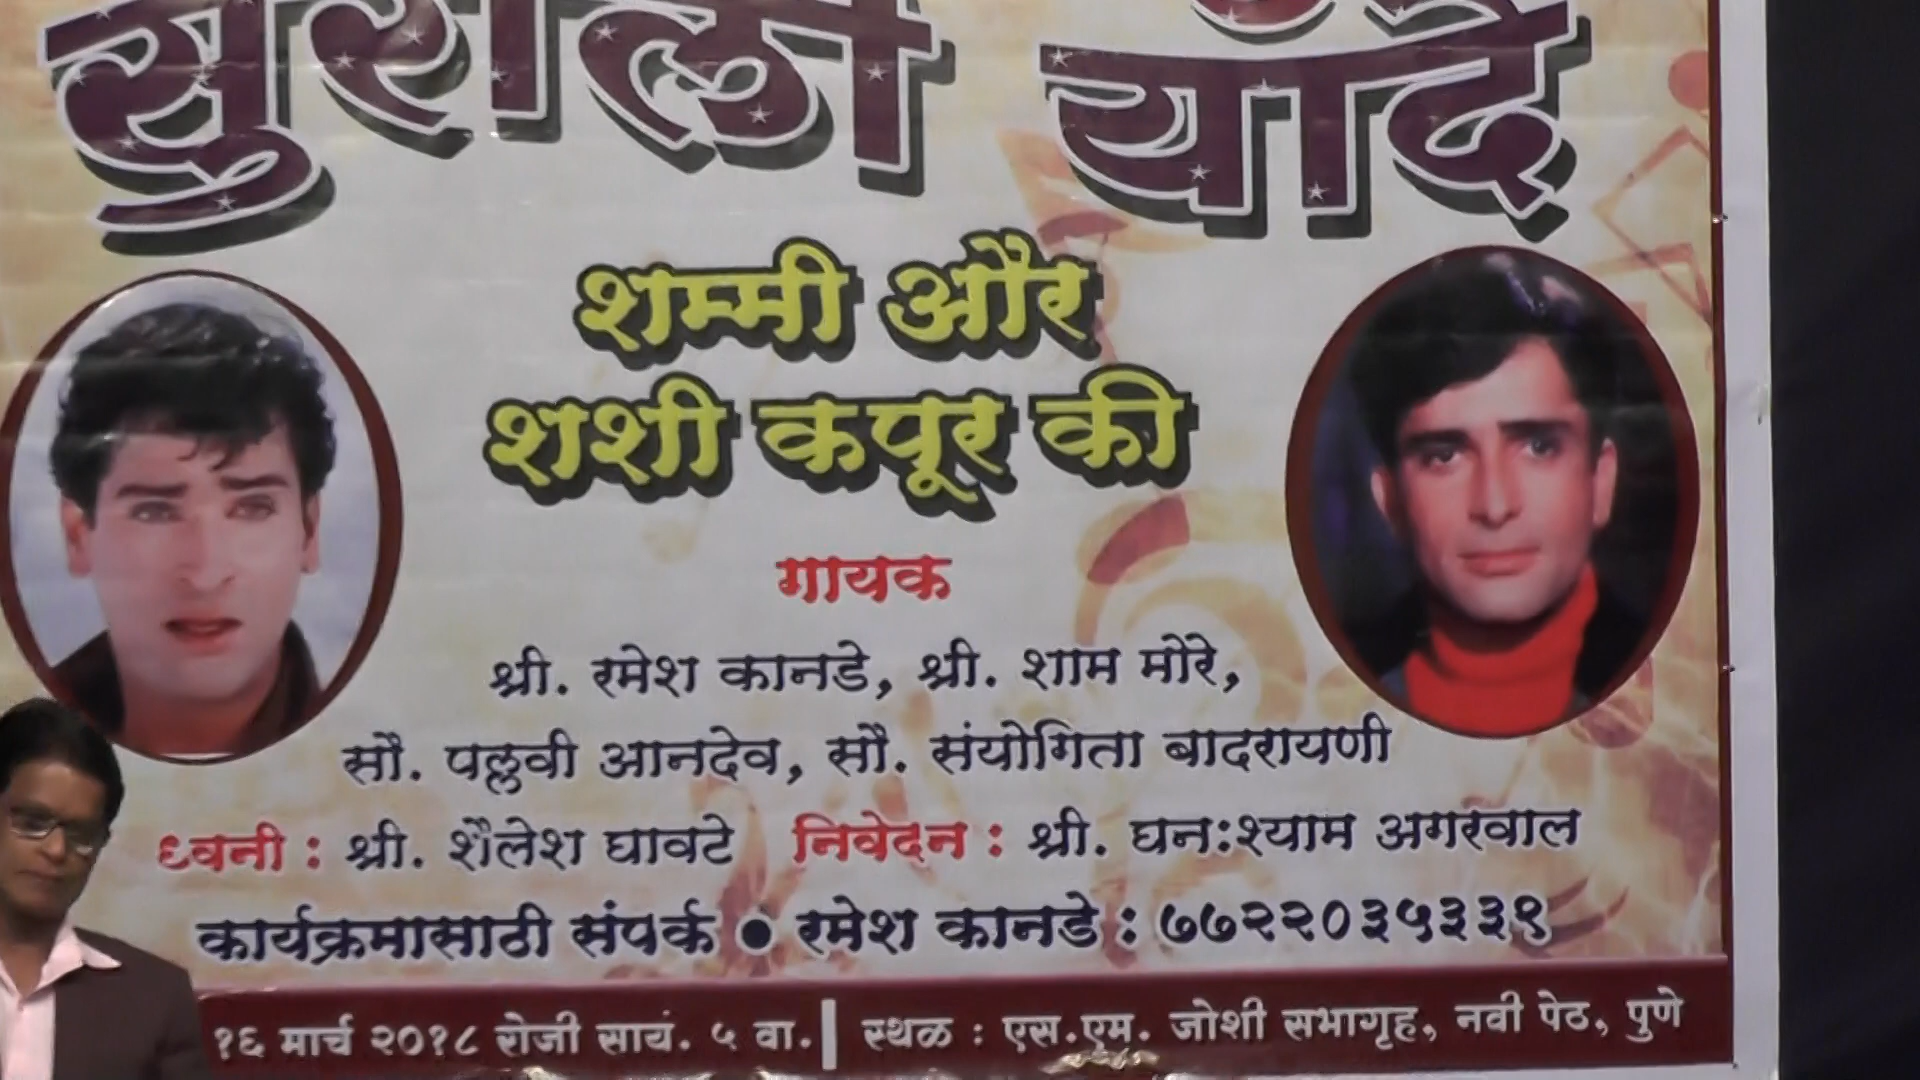 सुरीली यादें
शम्मी और
शशी कपूर की
गायक
श्री. रमेश कानडे, श्री. शाम मोरे,
सौ. पल्लवी आनदेव, सौ. संयोगिता बादरायणी
ध्वनी : श्री. शैलेश घावटे निवेदन : श्री. घन:श्याम अगरवाल
कार्यक्रमासाठी संपर्क ● रमेश कानडे : ७७२२०३५३३९
१६ मार्च २०१८ रोजी सायं. ५ वा. | स्थळ : एस.एम. जोशी सभागृह, नवी पेठ, पुणे